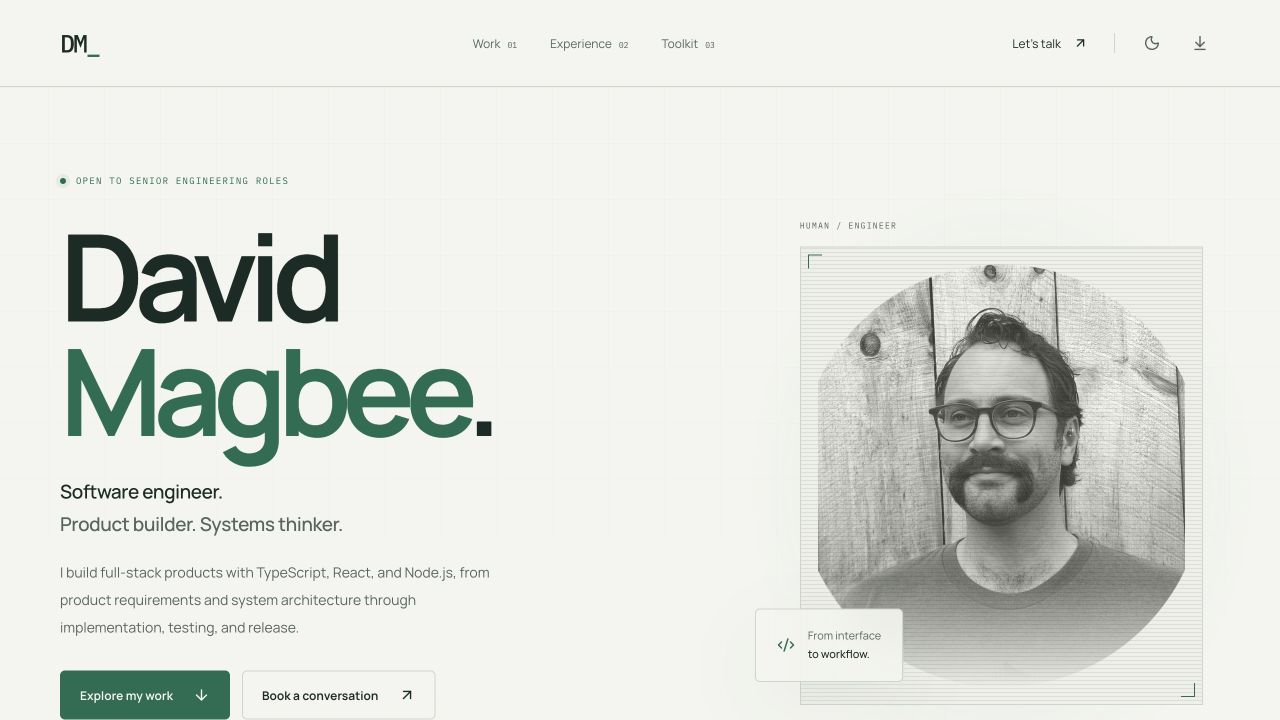 DM_
Work 01
Experience 02
Toolkit 03
Let's talk
OPEN TO SENIOR ENGINEERING ROLES
David
Magbee.
Software engineer.
Product builder. Systems thinker.
I build full-stack products with TypeScript, React, and Node.js, from
product requirements and system architecture through
implementation, testing, and release.
Explore my work
Book a conversation
HUMAN / ENGINEER
From interface
to workflow.